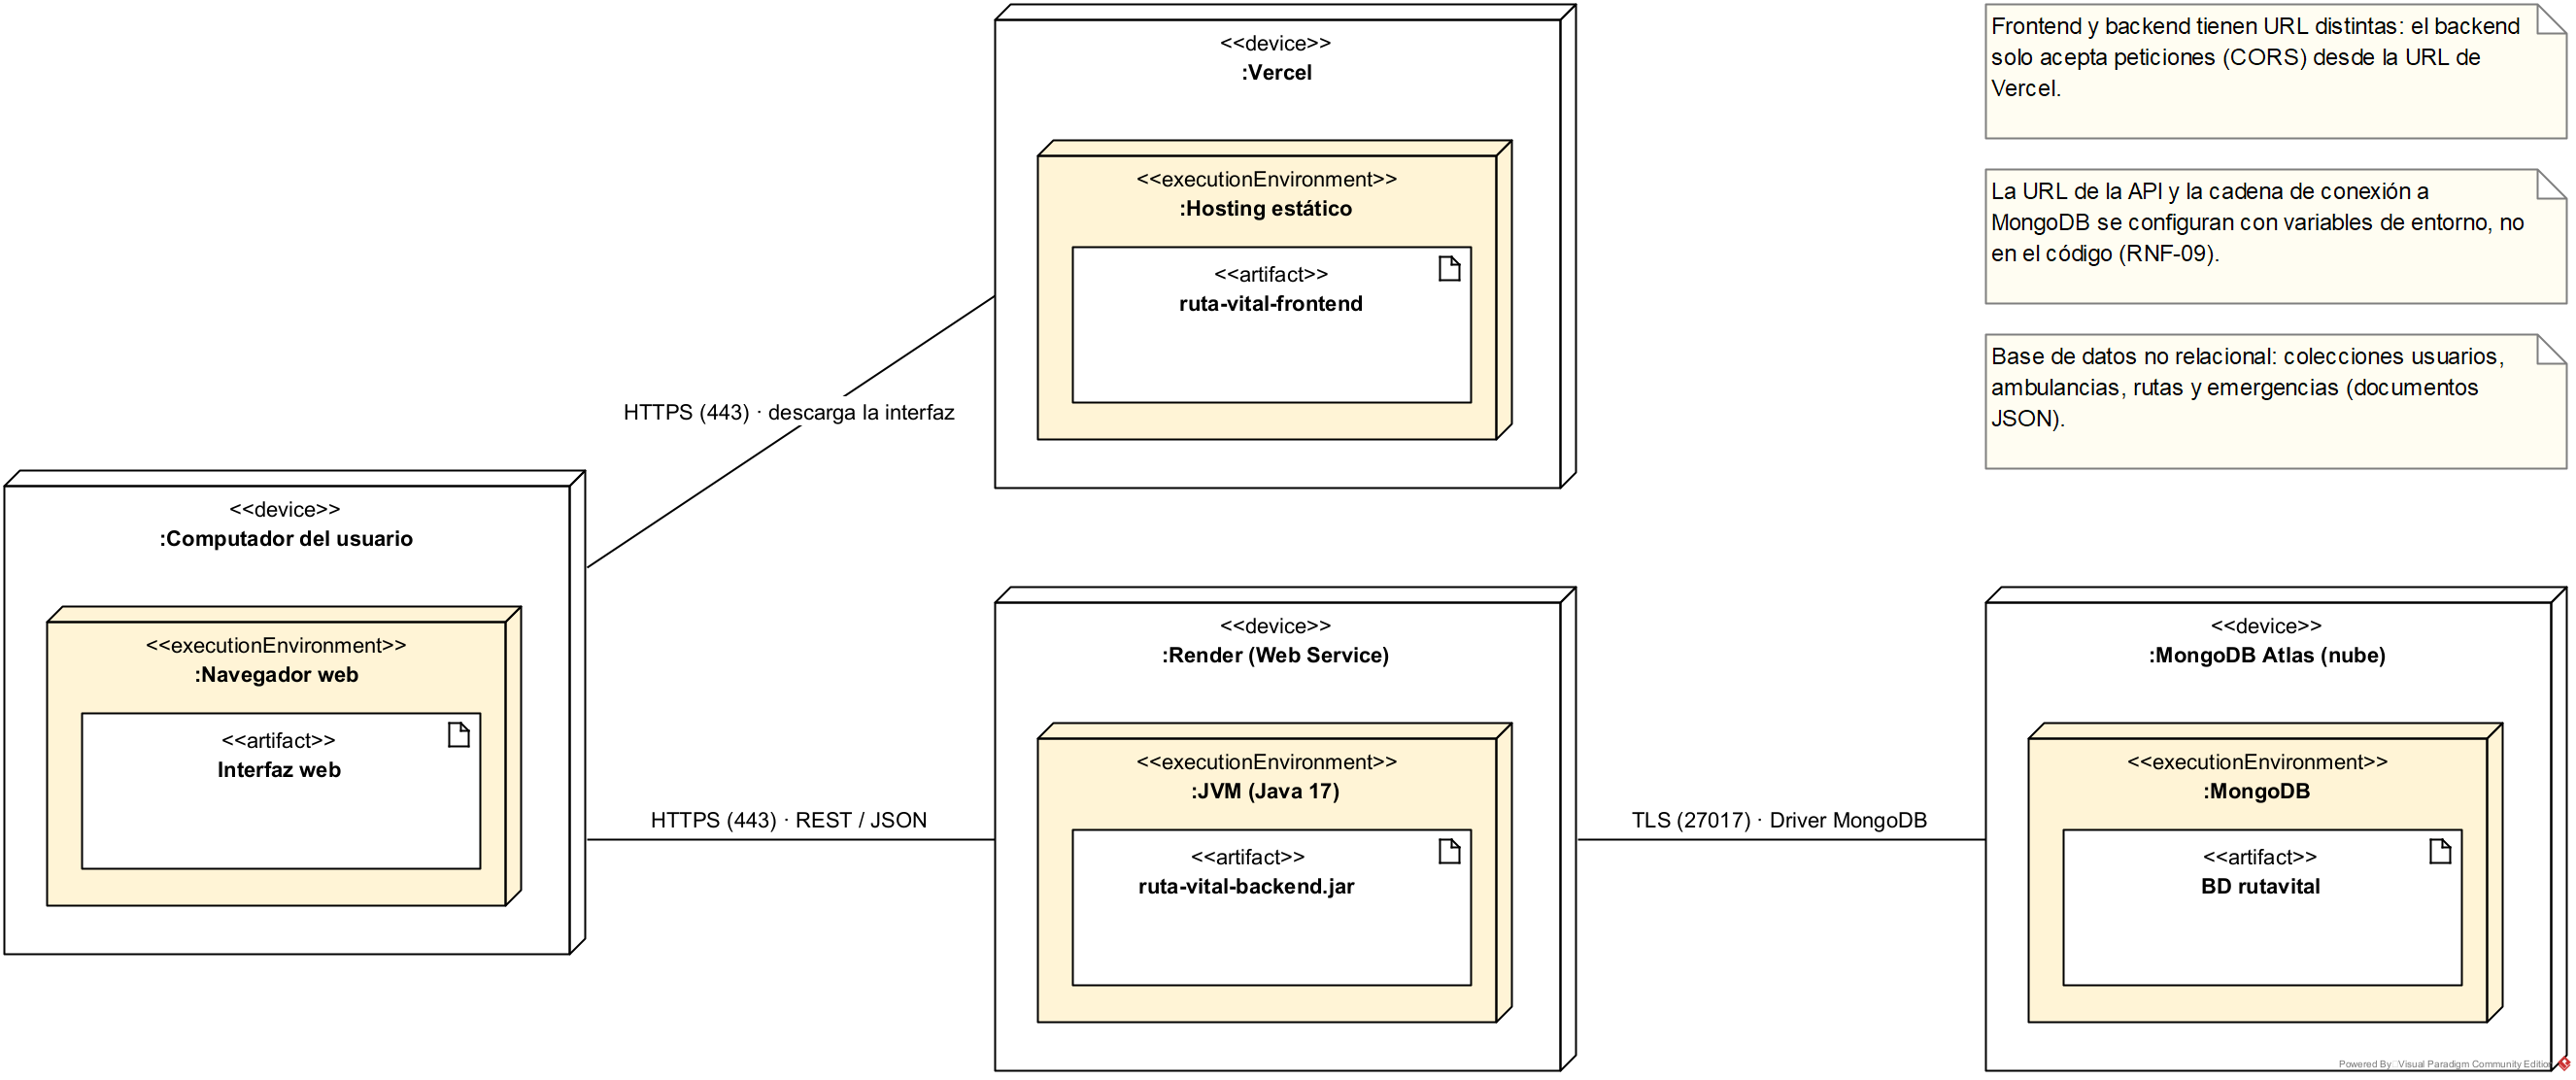 <<device>>
:Vercel
<<executionEnvironment>>
:Hosting estático
<<artifact>>
ruta-vital-frontend
Frontend y backend tienen URL distintas: el backend
solo acepta peticiones (CORS) desde la URL de
Vercel.
La URL de la API y la cadena de conexión a
MongoDB se configuran con variables de entorno, no
en el código (RNF-09).
Base de datos no relacional: colecciones usuarios,
ambulancias, rutas y emergencias (documentos
JSON).
HTTPS (443) · descarga la interfaz
<<device>>
:Computador del usuario
<<executionEnvironment>>
:Navegador web
<<artifact>>
Interfaz web
HTTPS (443) · REST / JSON
<<device>>
:Render (Web Service)
<<executionEnvironment>>
:JVM (Java 17)
<<artifact>>
ruta-vital-backend.jar
TLS (27017) · Driver MongoDB
<<device>>
:MongoDB Atlas (nube)
<<executionEnvironment>>
:MongoDB
<<artifact>>
BD rutavital
Powered By: Visual Paradigm Community Edition